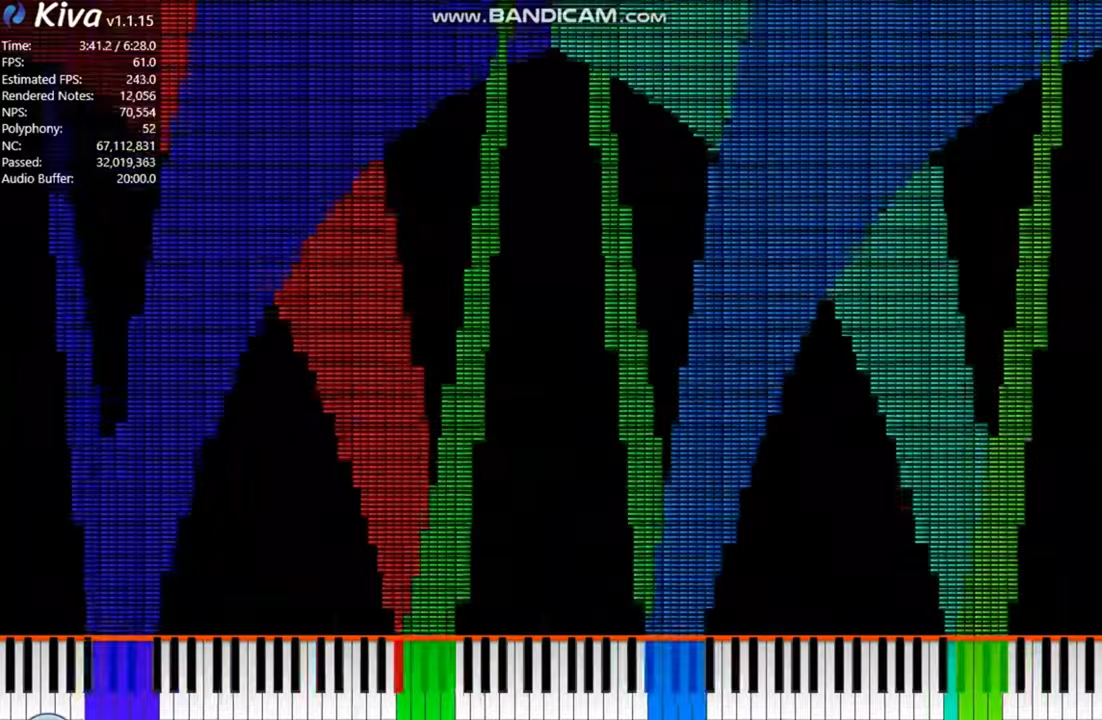 Kiva v1.1.15
www.BANDICAM.com
Time: 3:41.2 / 6:28.0
FPS: 61.0
Estimated FPS: 243.0
Rendered Notes: 12,056
NPS: 70,554
Polyphony: 52
NC: 67,112,831
Passed: 32,019,363
Audio Buffer: 20:00.0